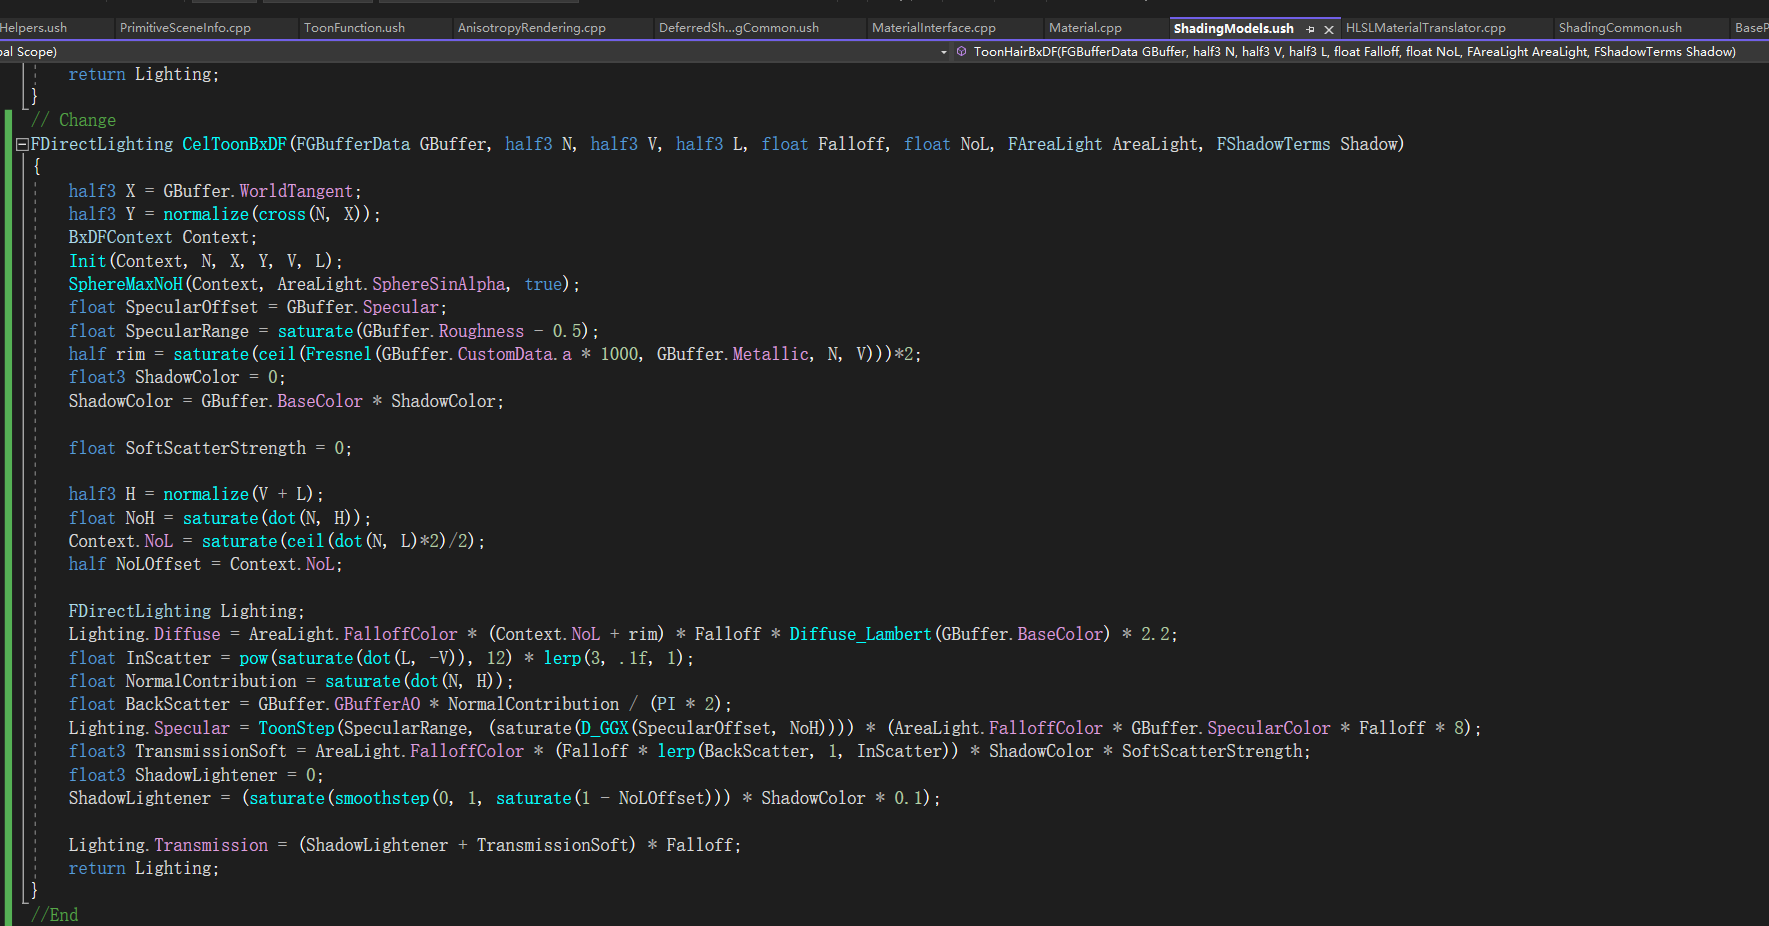 Helpers.ush PrimitiveSceneInfo.cpp ToonFunction.ush AnisotropyRendering.cpp DeferredSh...gCommon.ush MaterialInterface.cpp Material.cpp ShadingModels.ush HLSLMaterialTranslator.cpp ShadingCommon.ush BaseP
bal Scope) ToonHairBxDF(FGBufferData GBuffer, half3 N, half3 V, half3 L, float Falloff, float NoL, FAreaLight AreaLight, FShadowTerms Shadow)
return Lighting;
}
// Change
FDirectLighting CelToonBxDF(FGBufferData GBuffer, half3 N, half3 V, half3 L, float Falloff, float NoL, FAreaLight AreaLight, FShadowTerms Shadow)
{
half3 X = GBuffer.WorldTangent;
half3 Y = normalize(cross(N, X));
BxDFContext Context;
Init(Context, N, X, Y, V, L);
SphereMaxNoH(Context, AreaLight.SphereSinAlpha, true);
float SpecularOffset = GBuffer.Specular;
float SpecularRange = saturate(GBuffer.Roughness - 0.5);
half rim = saturate(ceil(Fresnel(GBuffer.CustomData.a * 1000, GBuffer.Metallic, N, V)))*2;
float3 ShadowColor = 0;
ShadowColor = GBuffer.BaseColor * ShadowColor;
float SoftScatterStrength = 0;
half3 H = normalize(V + L);
float NoH = saturate(dot(N, H));
Context.NoL = saturate(ceil(dot(N, L)*2)/2);
half NoLOffset = Context.NoL;
FDirectLighting Lighting;
Lighting.Diffuse = AreaLight.FalloffColor * (Context.NoL + rim) * Falloff * Diffuse_Lambert(GBuffer.BaseColor) * 2.2;
float InScatter = pow(saturate(dot(L, -V)), 12) * lerp(3, .1f, 1);
float NormalContribution = saturate(dot(N, H));
float BackScatter = GBuffer.GBufferAO * NormalContribution / (PI * 2);
Lighting.Specular = ToonStep(SpecularRange, (saturate(D_GGX(SpecularOffset, NoH)))) * (AreaLight.FalloffColor * GBuffer.SpecularColor * Falloff * 8);
float3 TransmissionSoft = AreaLight.FalloffColor * (Falloff * lerp(BackScatter, 1, InScatter)) * ShadowColor * SoftScatterStrength;
float3 ShadowLightener = 0;
ShadowLightener = (saturate(smoothstep(0, 1, saturate(1 - NoLOffset))) * ShadowColor * 0.1);
Lighting.Transmission = (ShadowLightener + TransmissionSoft) * Falloff;
return Lighting;
}
//End